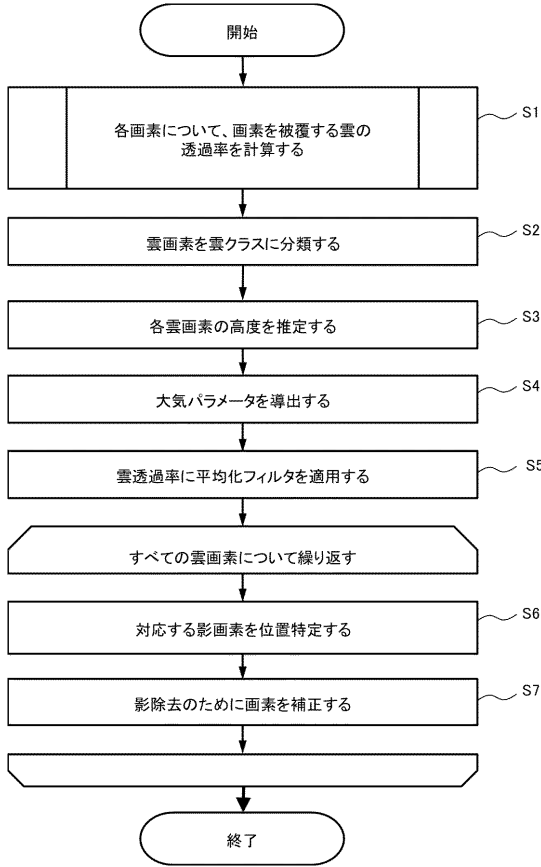 開始
各画素について、画素を被覆する雲の
透過率を計算する
S1
雲画素を雲クラスに分類する
S2
各雲画素の高度を推定する
S3
大気パラメータを導出する
S4
雲透過率に平均化フィルタを適用する
S5
すべての雲画素について繰り返す
対応する影画素を位置特定する
S6
影除去のために画素を補正する
S7
終了